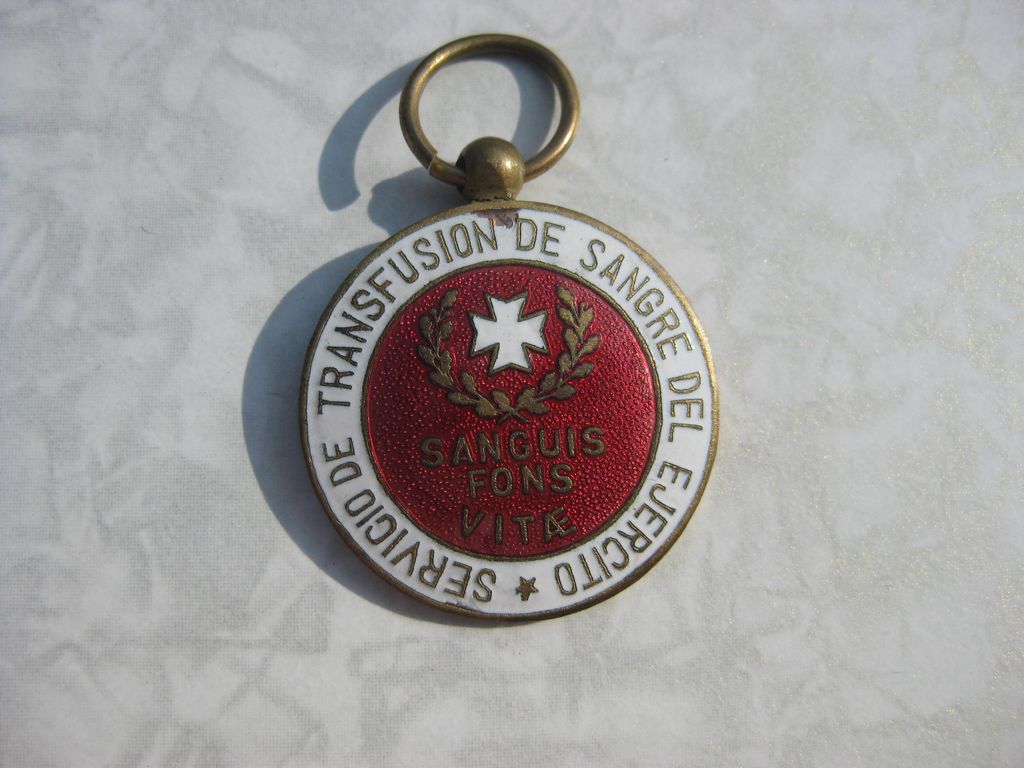 SERVICIO DE TRANSFUSION DE SANGRE DEL EJERCITO
SANGUIS
FONS
VITÆ